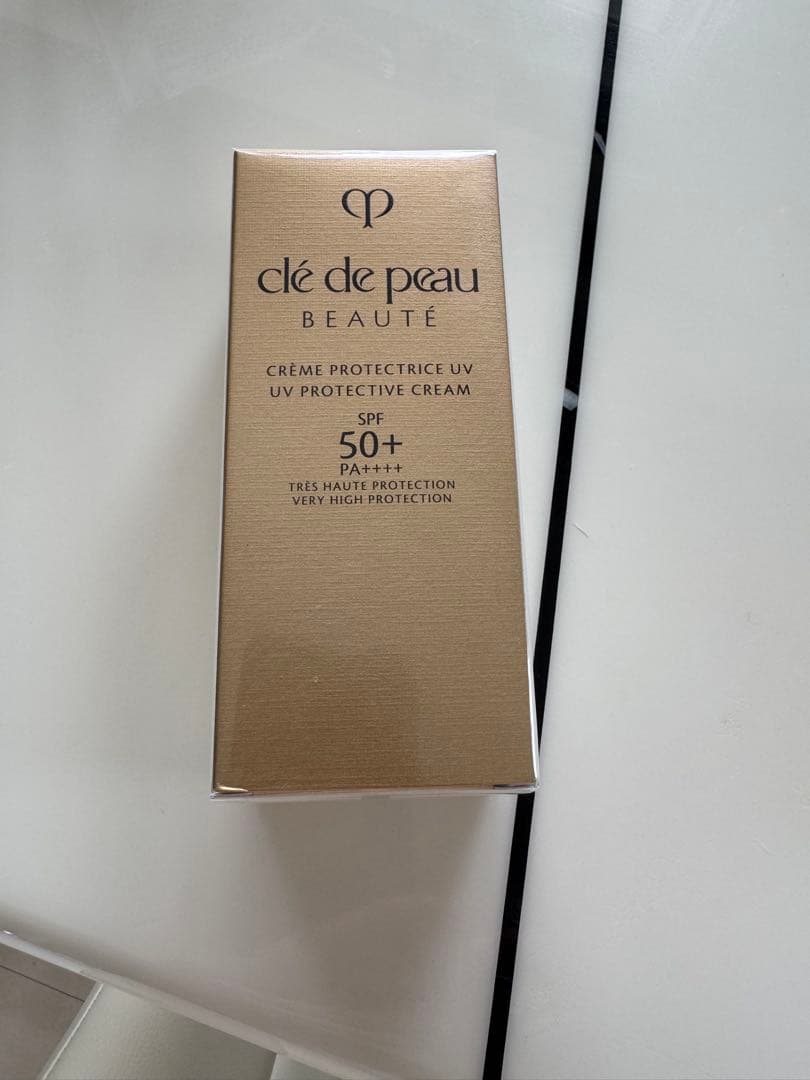 clé de peau
BEAUTÉ
CRÈME PROTECTRICE UV
UV PROTECTIVE CREAM
SPF
50+
PA++++
TRÈS HAUTE PROTECTION
VERY HIGH PROTECTION